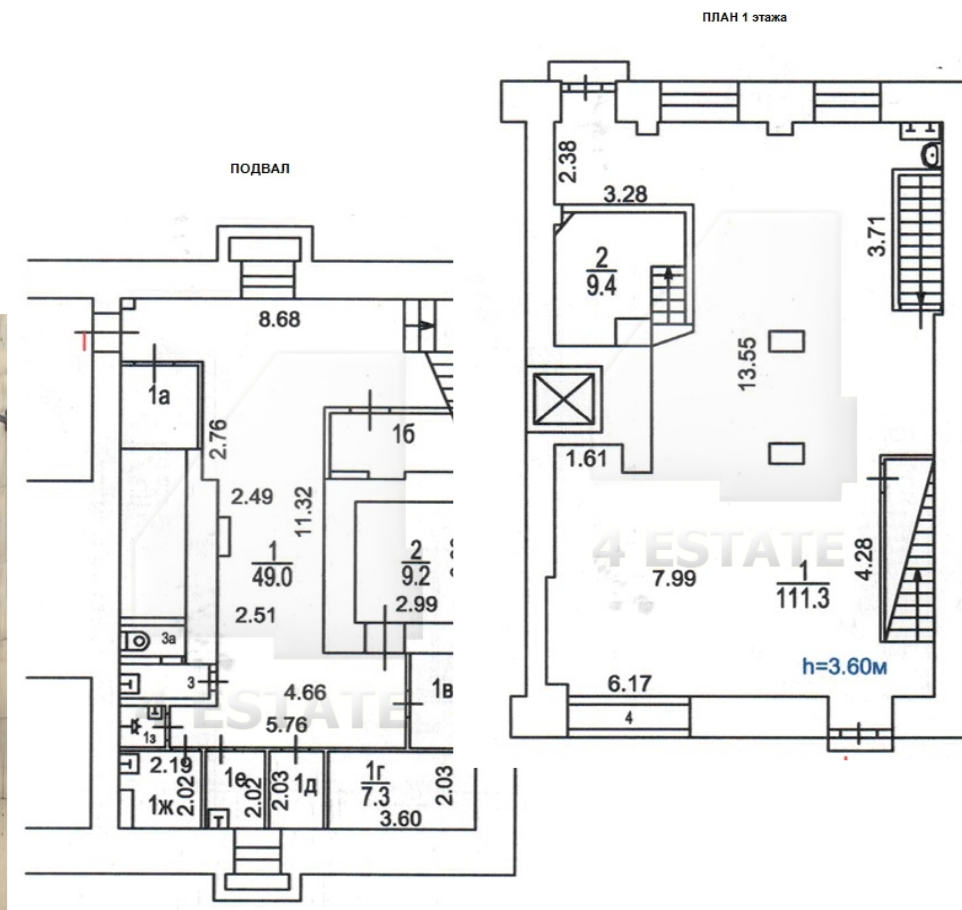 ПЛАН 1 этажа
ПОДВАЛ
8.68
1а
2.76
1б
2.49
11.32
1
49.0
2
9.2
2.99
2.51
3а
3
1в
4.66
5.76
1з
2.19
1ж
2.02
1е
2.02
2.03
1д
1г
7.3
2.03
3.60
4 ESTATE
2.38
3.28
2
9.4
3.71
13.55
1.61
4 ESTATE
7.99
1
111.3
4.28
h=3.60м
6.17
4